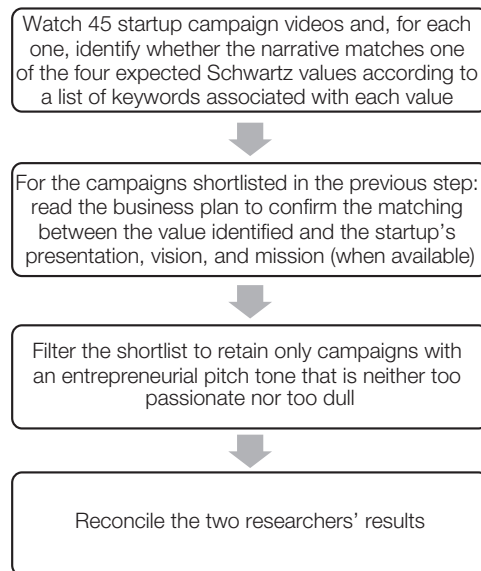 Watch 45 startup campaign videos and, for each
one, identify whether the narrative matches one
of the four expected Schwartz values according to
a list of keywords associated with each value
For the campaigns shortlisted in the previous step:
read the business plan to confirm the matching
between the value identified and the startup's
presentation, vision, and mission (when available)
Filter the shortlist to retain only campaigns with
an entrepreneurial pitch tone that is neither too
passionate nor too dull
Reconcile the two researchers' results